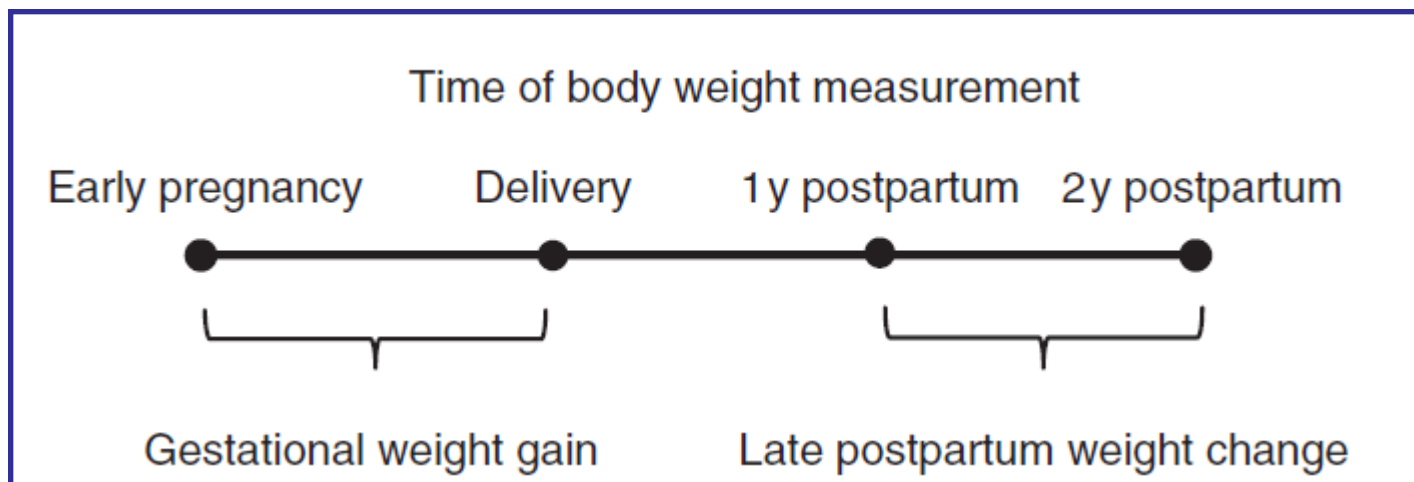 Time of body weight measurement
Early pregnancy Delivery 1y postpartum 2y postpartum
Gestational weight gain Late postpartum weight change